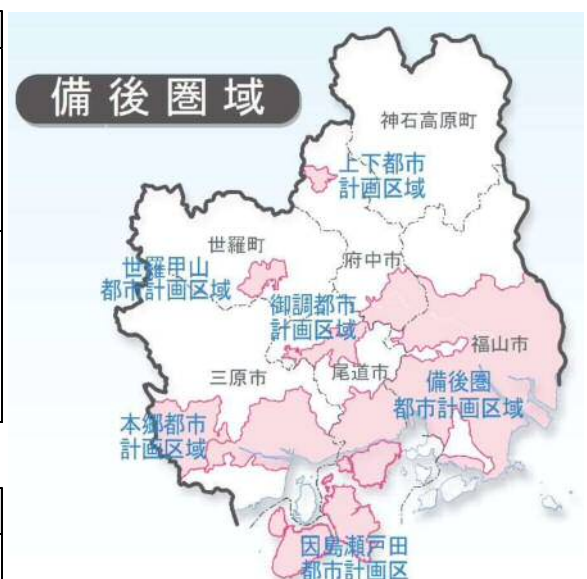 備後圏域
神石高原町
上下都市
計画区域
世羅町
府中市
世羅甲山
都市計画区域
御調都市
計画区域
福山市
三原市
尾道市
備後圏
都市計画区域
本郷都市
計画区域
因島瀬戸田
都市計画区